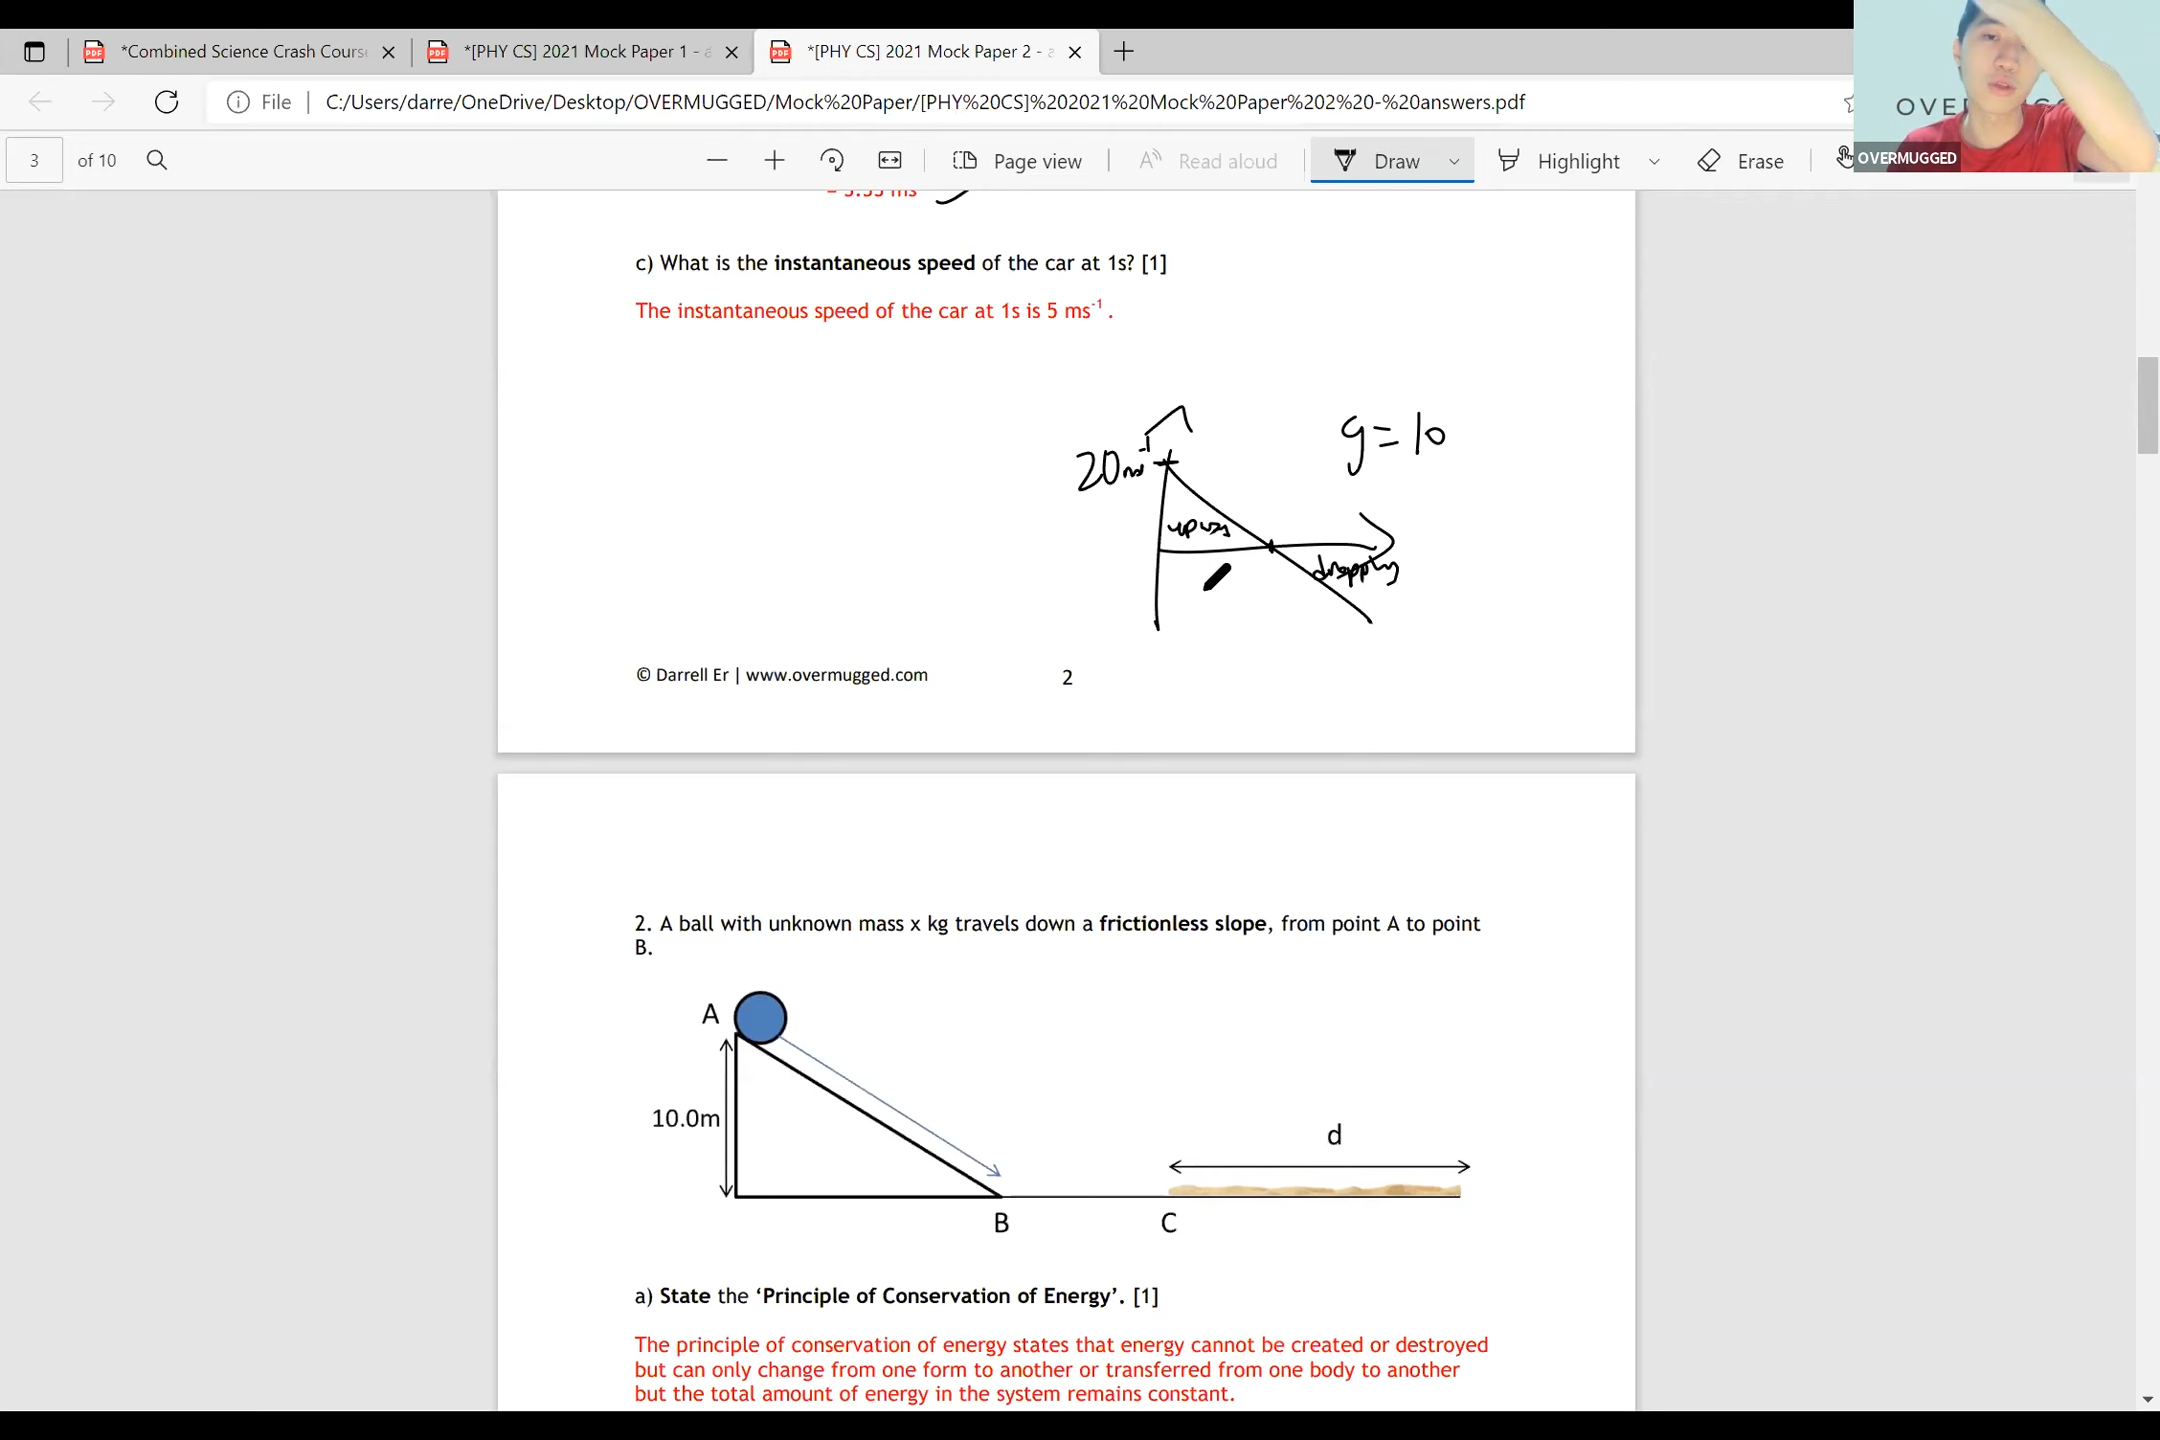 *Combined Science Crash Cours
*[PHY CS] 2021 Mock Paper 1 - a
*[PHY CS] 2021 Mock Paper 2 - a
File
C:/Users/darre/OneDrive/Desktop/OVERMUGGED/Mock%20Paper/[PHY%20CS]%202021%20Mock%20Paper%202%20-%20answers.pdf
OVE
OVERMUGGED
3 of 10
Page view
Read aloud
Draw
Highlight
Erase
c) What is the instantaneous speed of the car at 1s? [1]
The instantaneous speed of the car at 1s is 5 ms⁻¹ .
g = 10
20ms⁻¹
dropping
© Darrell Er | www.overmugged.com
2
2. A ball with unknown mass x kg travels down a frictionless slope, from point A to point
B.
A
10.0m
d
B
C
a) State the ‘Principle of Conservation of Energy’. [1]
The principle of conservation of energy states that energy cannot be created or destroyed
but can only change from one form to another or transferred from one body to another
but the total amount of energy in the system remains constant.